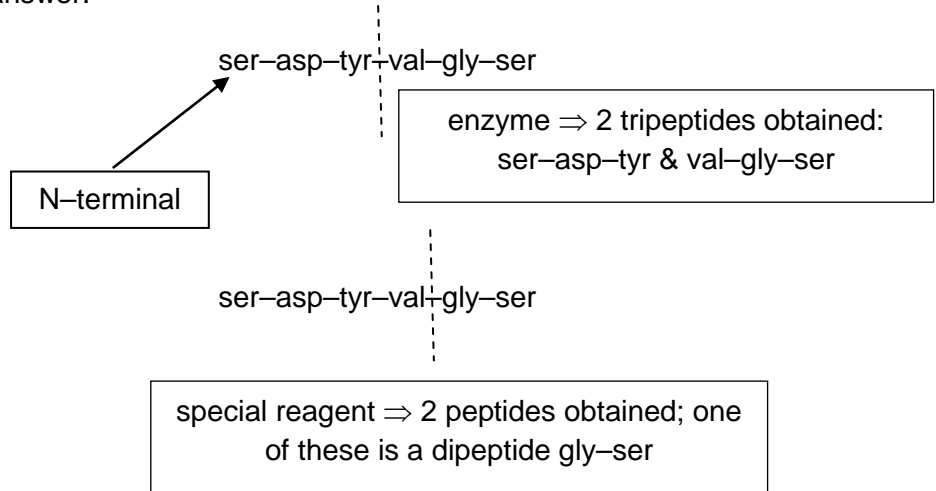 answer.
ser–asp–tyr–val–gly–ser
enzyme ⇒ 2 tripeptides obtained:
ser–asp–tyr & val–gly–ser
N–terminal
ser–asp–tyr–val–gly–ser
special reagent ⇒ 2 peptides obtained; one
of these is a dipeptide gly–ser